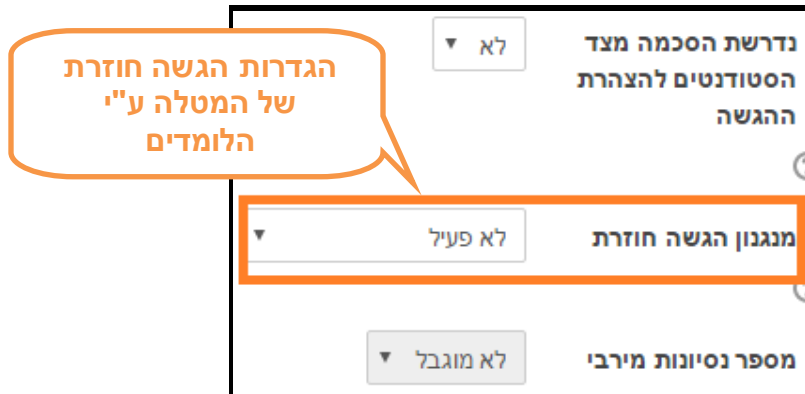 הגדרות הגשה חוזרת
של המטלה ע"י
הלומדים
נדרשת הסכמה מצד
הסטודנטים להצהרת
ההגשה
לא
מנגנון הגשה חוזרת
לא פעיל
מספר נסיונות מירבי
לא מוגבל